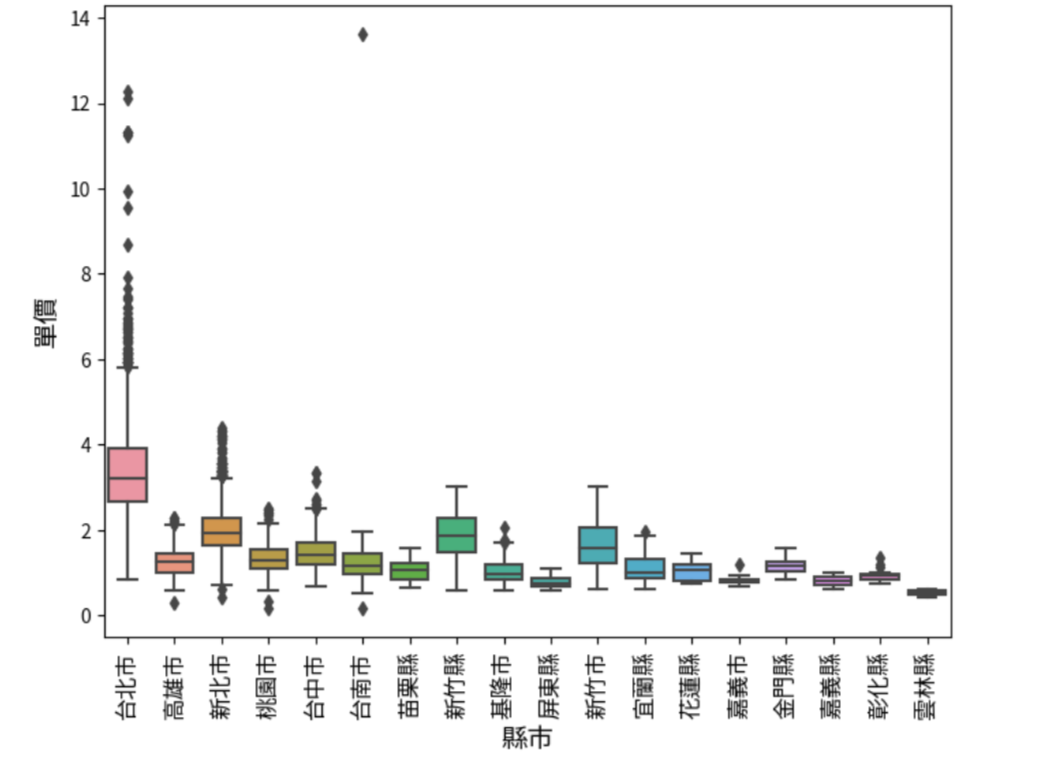 14
12
10
8
6
4
2
0
單價
台北市
高雄市
新北市
桃園市
台中市
台南市
苗栗縣
新竹縣
基隆市
屏東縣
新竹市
宜蘭縣
花蓮縣
嘉義市
金門縣
嘉義縣
彰化縣
雲林縣
縣市